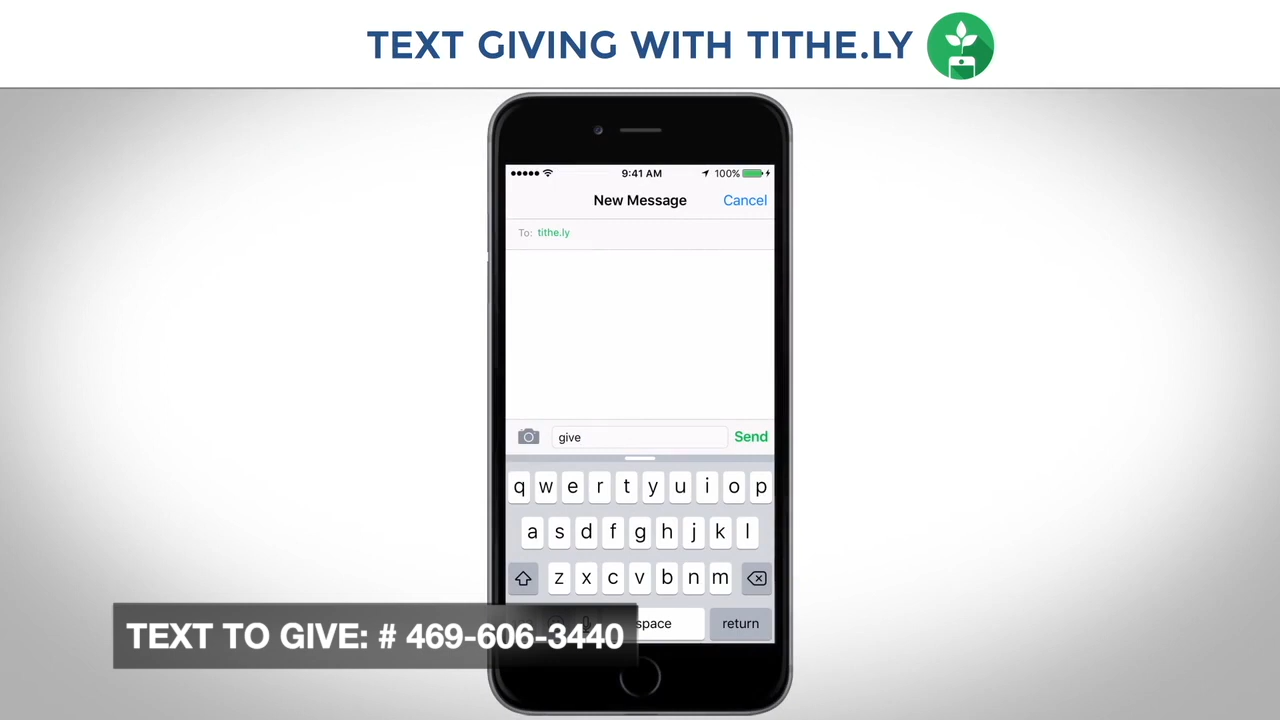 TEXT GIVING WITH TITHE.LY
9:41 AM 100%
New Message Cancel
To: tithe.ly
give Send
q w e r t y u i o p
a s d f g h j k l
z x c v b n m
space return
TEXT TO GIVE: # 469-606-3440